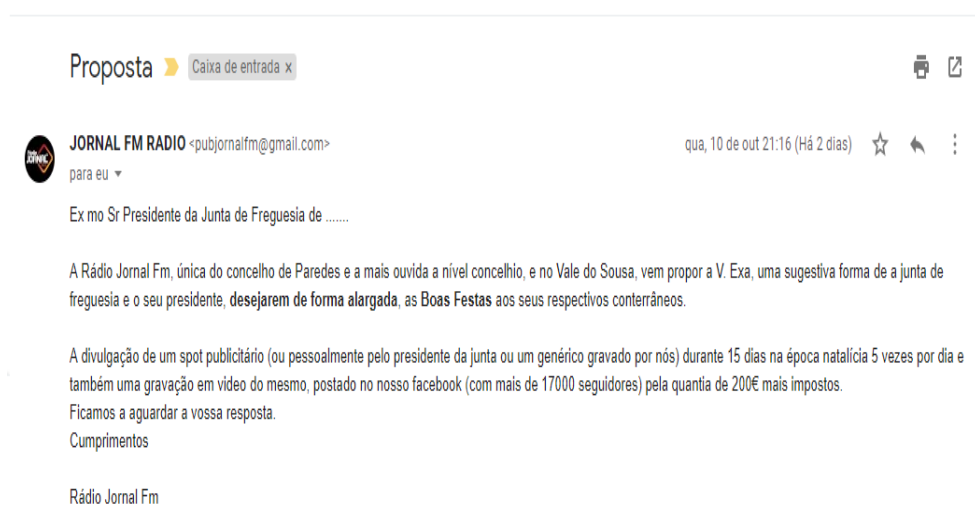 Proposta
Caixa de entrada x
JORNAL FM RADIO <pubjornalfm@gmail.com>
qua, 10 de out 21:16 (Há 2 dias)
para eu
Ex mo Sr Presidente da Junta de Freguesia de .......
A Rádio Jornal Fm, única do concelho de Paredes e a mais ouvida a nível concelhio, e no Vale do Sousa, vem propor a V. Exa, uma sugestiva forma de a junta de
freguesia e o seu presidente, desejarem de forma alargada, as Boas Festas aos seus respectivos conterrâneos.
A divulgação de um spot publicitário (ou pessoalmente pelo presidente da junta ou um genérico gravado por nós) durante 15 dias na época natalícia 5 vezes por dia e
também uma gravação em video do mesmo, postado no nosso facebook (com mais de 17000 seguidores) pela quantia de 200€ mais impostos.
Ficamos a aguardar a vossa resposta.
Cumprimentos
Rádio Jornal Fm